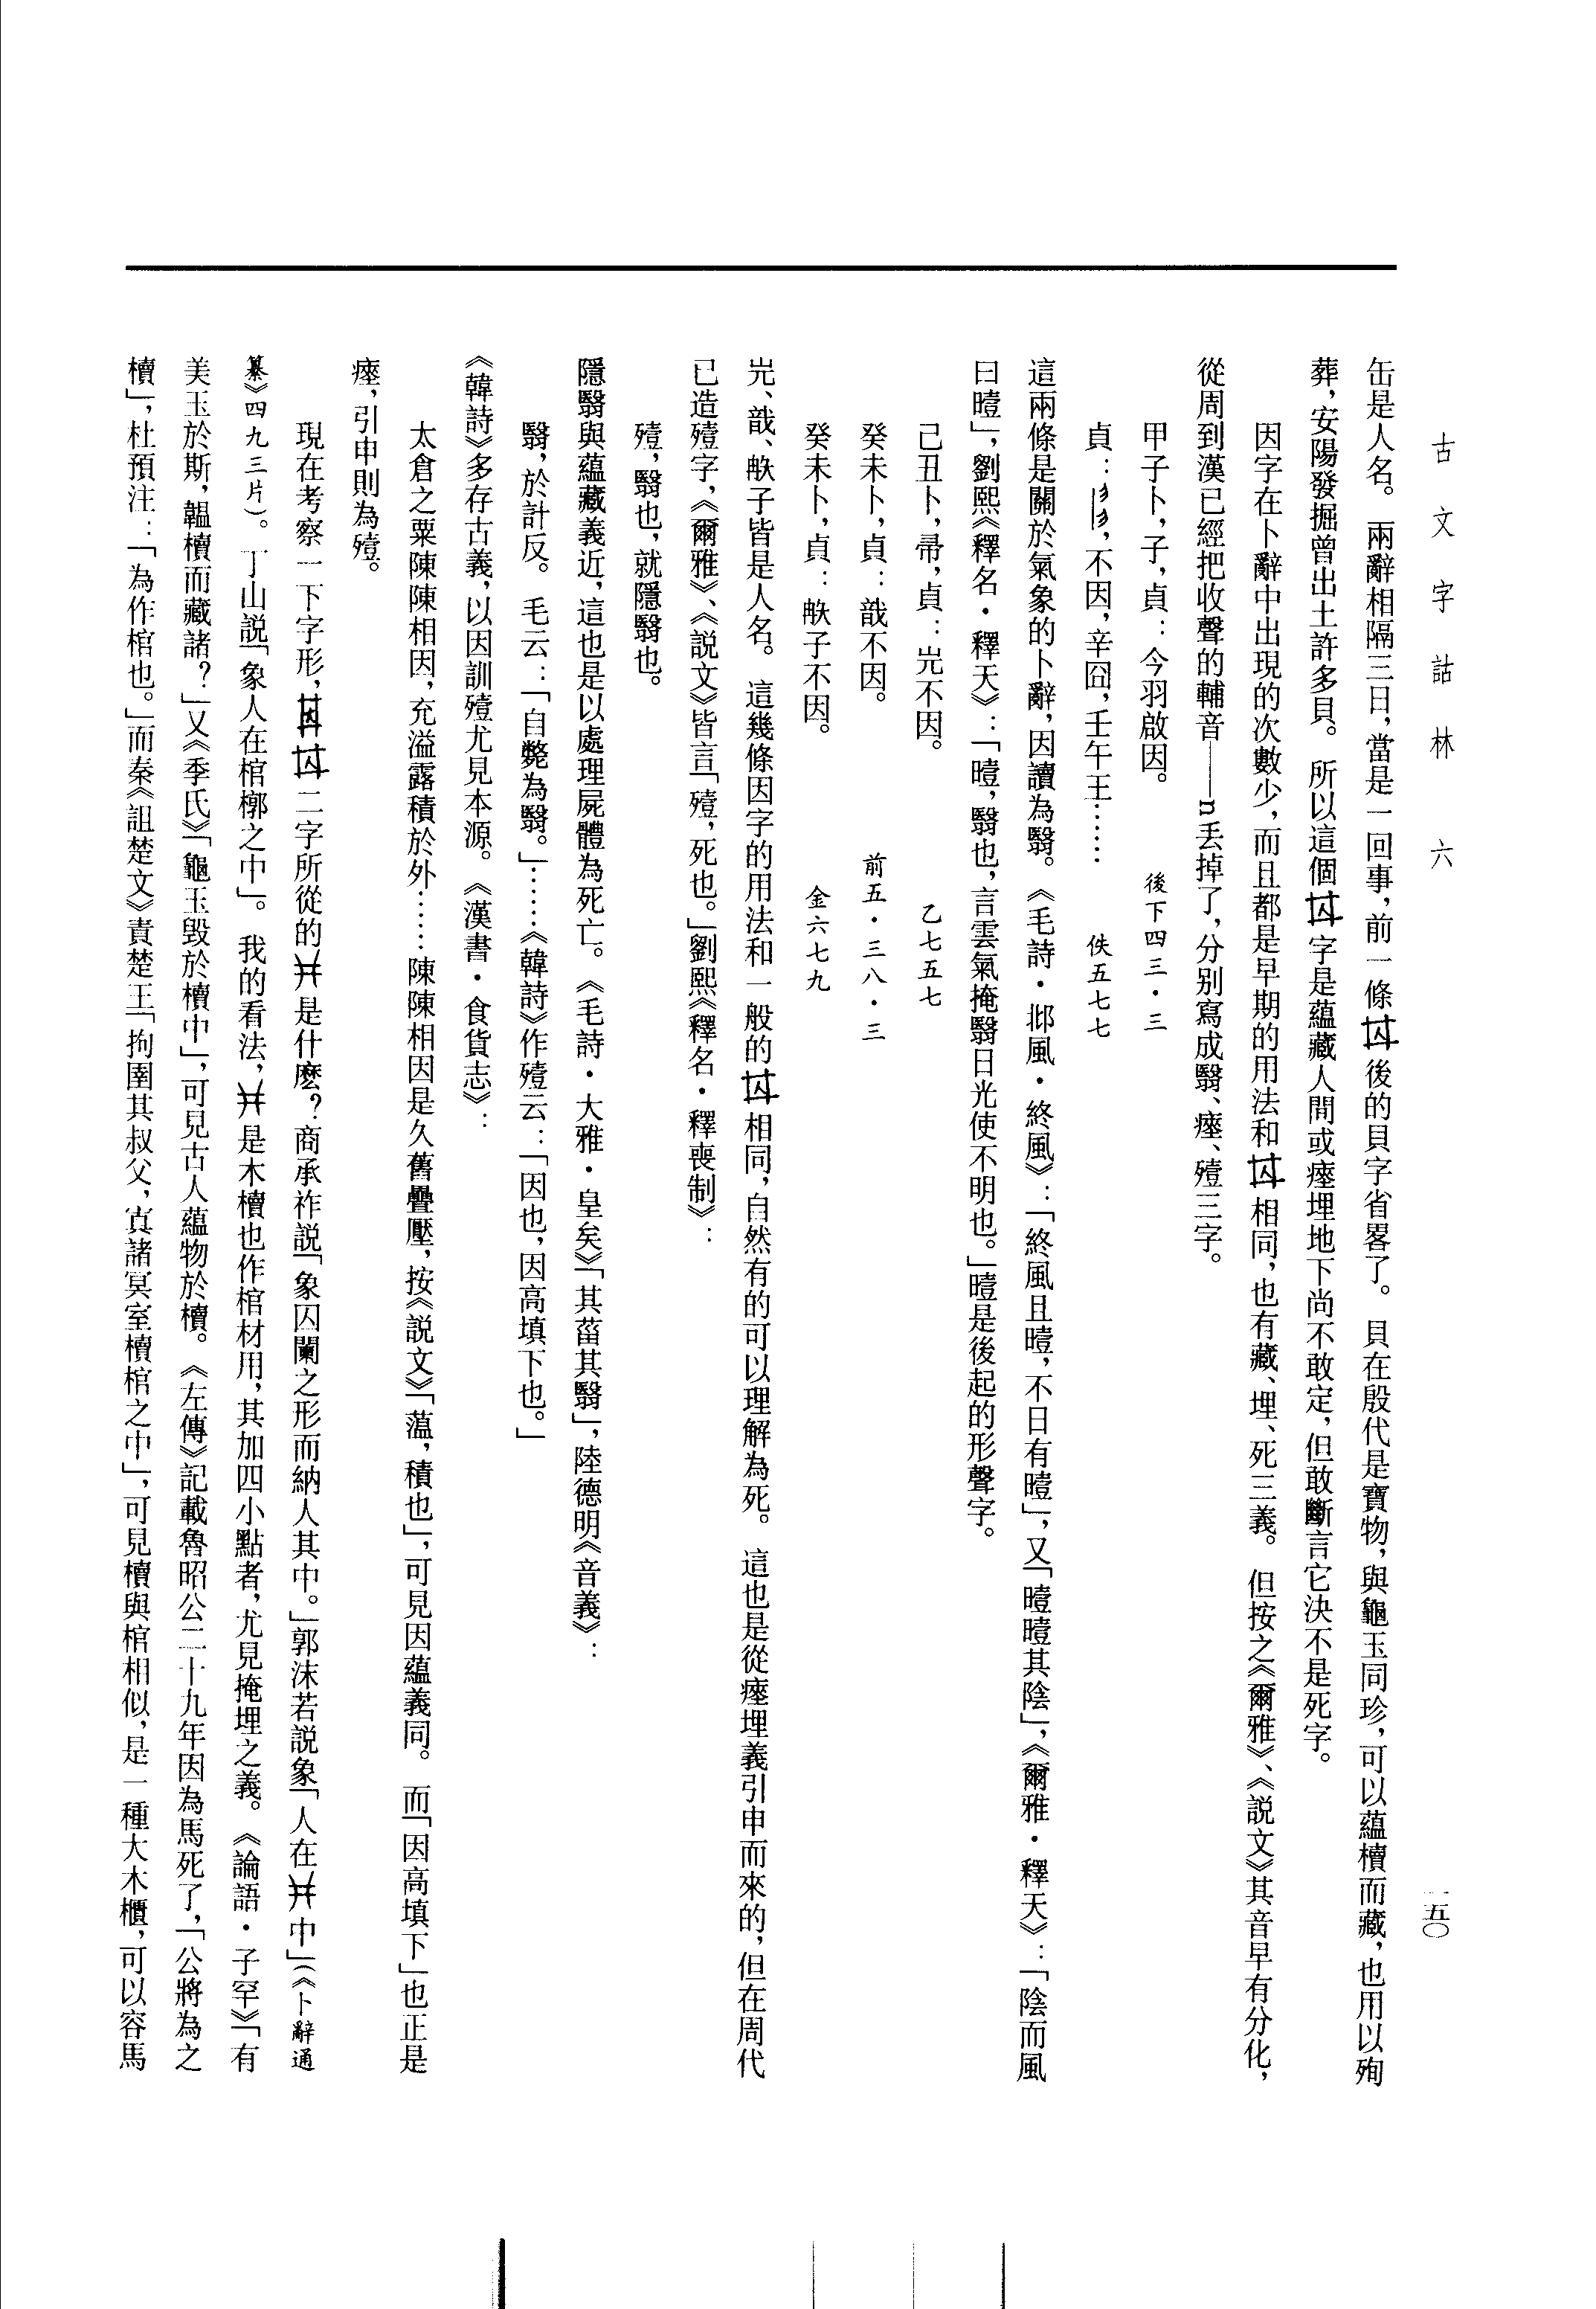 古文字詁林　六
一五〇
缶是人名。兩辭相隔三日，當是一回事，前一條後的貝字省畧了。貝在殷代是寶物，與龜玉同珍，可以蘊櫝而藏，也用以殉
葬，安陽發掘曾出土許多貝。所以這個字是蘊藏人間或瘞埋地下尚不敢定，但敢斷言它決不是死字。
因字在卜辭中出現的次數少，而且都是早期的用法和相同，也有藏、埋、死三義。但按之《爾雅》、《説文》其音早有分化，
從周到漢已經把收聲的輔音——n丢掉了，分别寫成翳、瘞、殪三字。
甲子卜，子，貞：今羽啟因。　後下四三·三
貞：，不因，辛囧，壬午王……　佚五七七
這兩條是關於氣象的卜辭，因讀為翳。《毛詩·邶風·終風》：「終風且曀，不日有曀」，又「曀曀其陰」，《爾雅·釋天》：「陰而風
曰曀」，劉熙《釋名·釋天》：「曀，翳也，言雲氣掩翳日光使不明也。」曀是後起的形聲字。
己丑卜，帚，貞：不因。　乙七五七
癸未卜，貞：不因。　前五·三八·三
癸未卜，貞：子不因。　金六七九
子皆是人名。這幾條因字的用法和一般的相同，自然有的可以理解為死。這也是從瘞埋義引申而來的，但在周代
已造殪字，《爾雅》、《説文》皆言「殪，死也。」劉熙《釋名·釋喪制》：
殪，翳也，就隱翳也。
隱翳與蘊藏義近，這也是以處理屍體為死亡。《毛詩·大雅·皇矣》「其菑其翳」，陸德明《音義》：
翳，於計反。毛云：「自斃為翳。」……《韓詩》作殪云：「因也，因高填下也。」
《韓詩》多存古義，以因訓殪尤見本源。《漢書·食貨志》：
太倉之粟陳陳相因，充溢露積於外……陳陳相因是久舊疊壓，按《説文》「薀，積也」，可見因蘊義同。而「因高填下」也正是
瘞，引申則為殪。
現在考察一下字形，二字所從的是什麽？商承祚説「象囚闌之形而納人其中。」郭沫若説象「人在中」（《卜辭通
纂》四九三片）。丁山説「象人在棺槨之中」。我的看法，是木櫝也作棺材用，其加四小點者，尤見掩埋之義。《論語·子罕》「有
美玉於斯，韞櫝而藏諸？」又《季氏》「龜玉毁於櫝中」，可見古人蘊物於櫝。《左傳》記載魯昭公二十九年因為馬死了，「公將為之
櫝」，杜預注：「為作棺也。」而秦《詛楚文》責楚王「拘圉其叔父，寘諸冥室櫝棺之中」，可見櫝與棺相似，是一種大木櫃，可以容馬